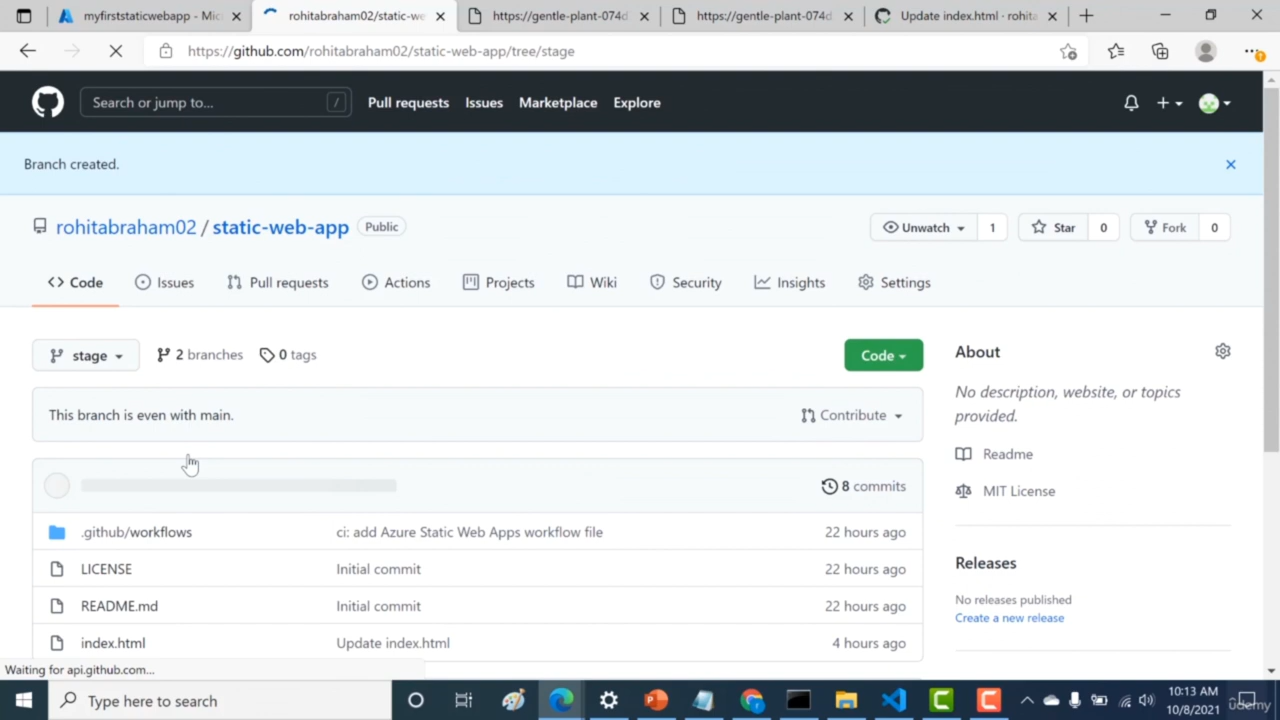 myfirststaticwebapp - Mic
rohitabraham02/static-we
https://gentle-plant-074d
https://gentle-plant-074d
Update index.html · rohita
https://github.com/rohitabraham02/static-web-app/tree/stage
Search or jump to...
/
Pull requests
Issues
Marketplace
Explore
Branch created.
rohitabraham02 / static-web-app
Public
Unwatch
1
Star
0
Fork
0
Code
Issues
Pull requests
Actions
Projects
Wiki
Security
Insights
Settings
stage
2 branches
0 tags
Code
About
No description, website, or topics
provided.
This branch is even with main.
Contribute
Readme
8 commits
MIT License
.github/workflows
ci: add Azure Static Web Apps workflow file
22 hours ago
LICENSE
Initial commit
22 hours ago
Releases
README.md
Initial commit
22 hours ago
No releases published
Create a new release
index.html
Update index.html
4 hours ago
Waiting for api.github.com...
Type here to search
10:13 AM
10/8/2021
udemy